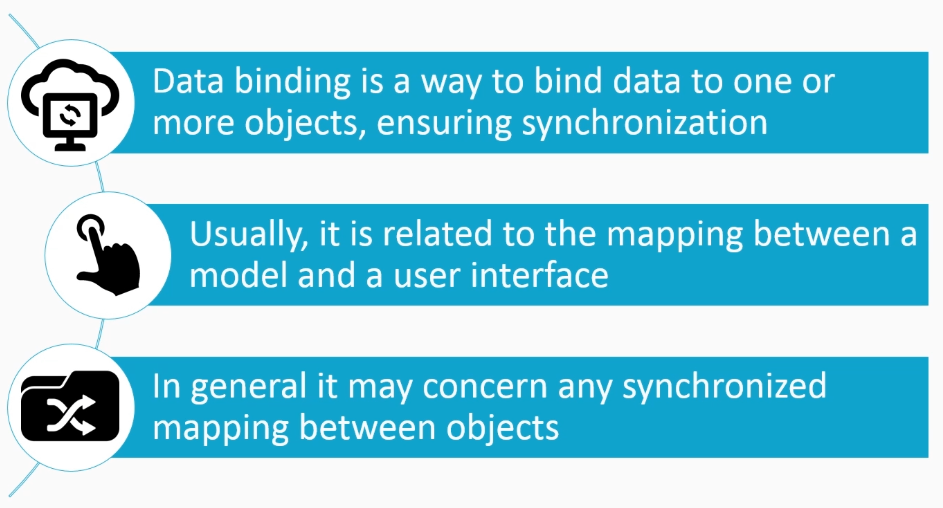 Data binding is a way to bind data to one or
more objects, ensuring synchronization
Usually, it is related to the mapping between a
model and a user interface
In general it may concern any synchronized
mapping between objects